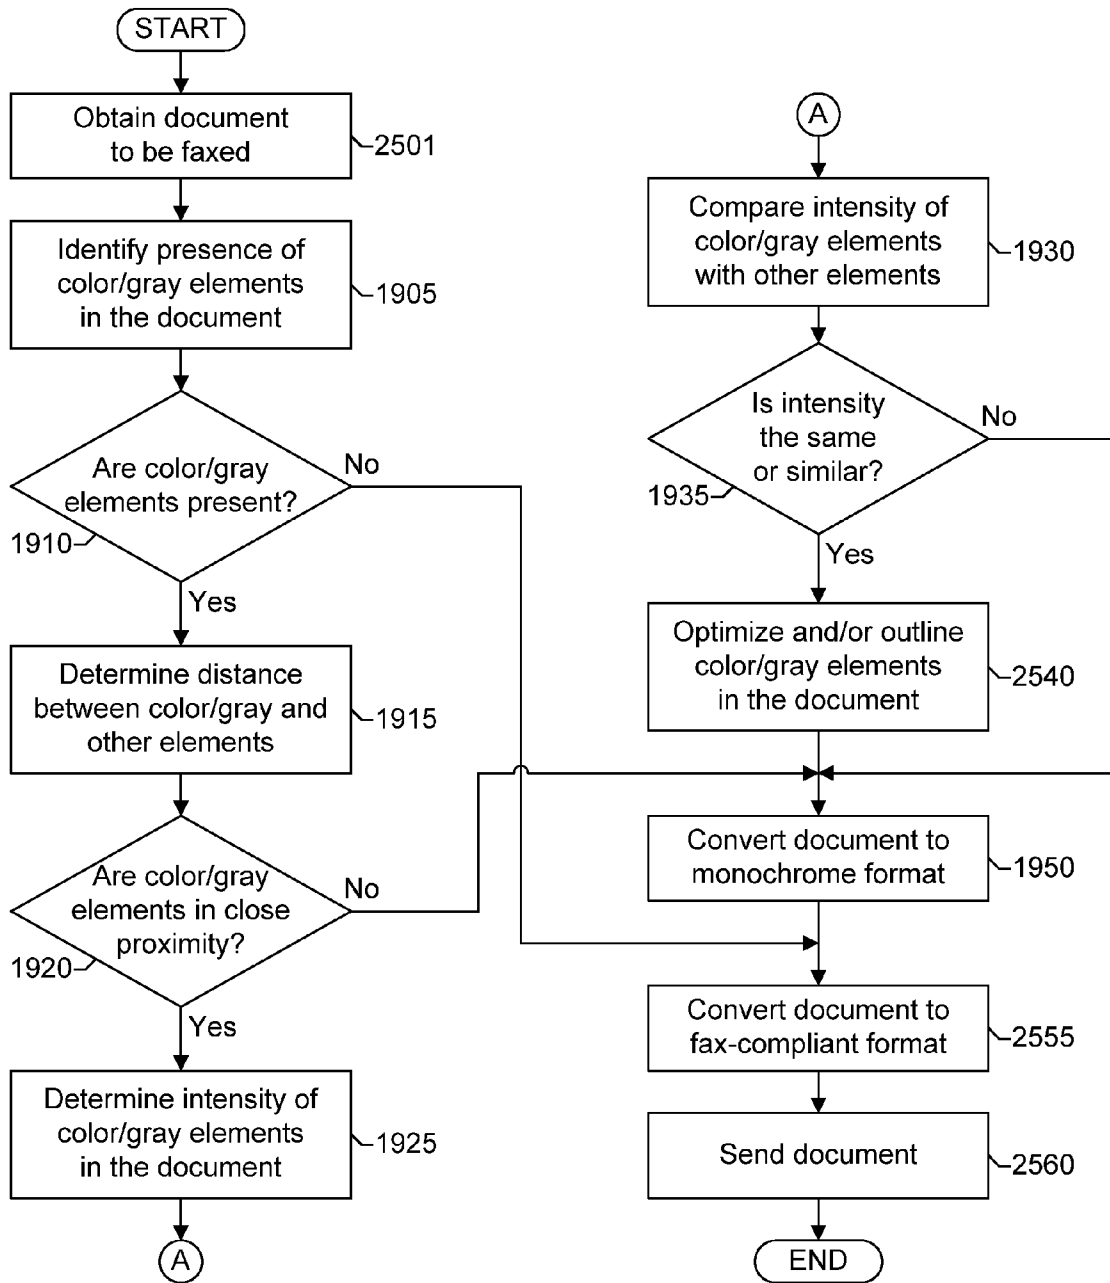 START
Obtain document
to be faxed
2501
Identify presence of
color/gray elements
in the document
1905
Are color/gray
elements present?
1910
No
Yes
Determine distance
between color/gray and
other elements
1915
Are color/gray
elements in close
proximity?
1920
No
Yes
Determine intensity of
color/gray elements
in the document
1925
A
A
Compare intensity of
color/gray elements
with other elements
1930
Is intensity
the same
or similar?
1935
No
Yes
Optimize and/or outline
color/gray elements
in the document
2540
Convert document to
monochrome format
1950
Convert document to
fax-compliant format
2555
Send document
2560
END